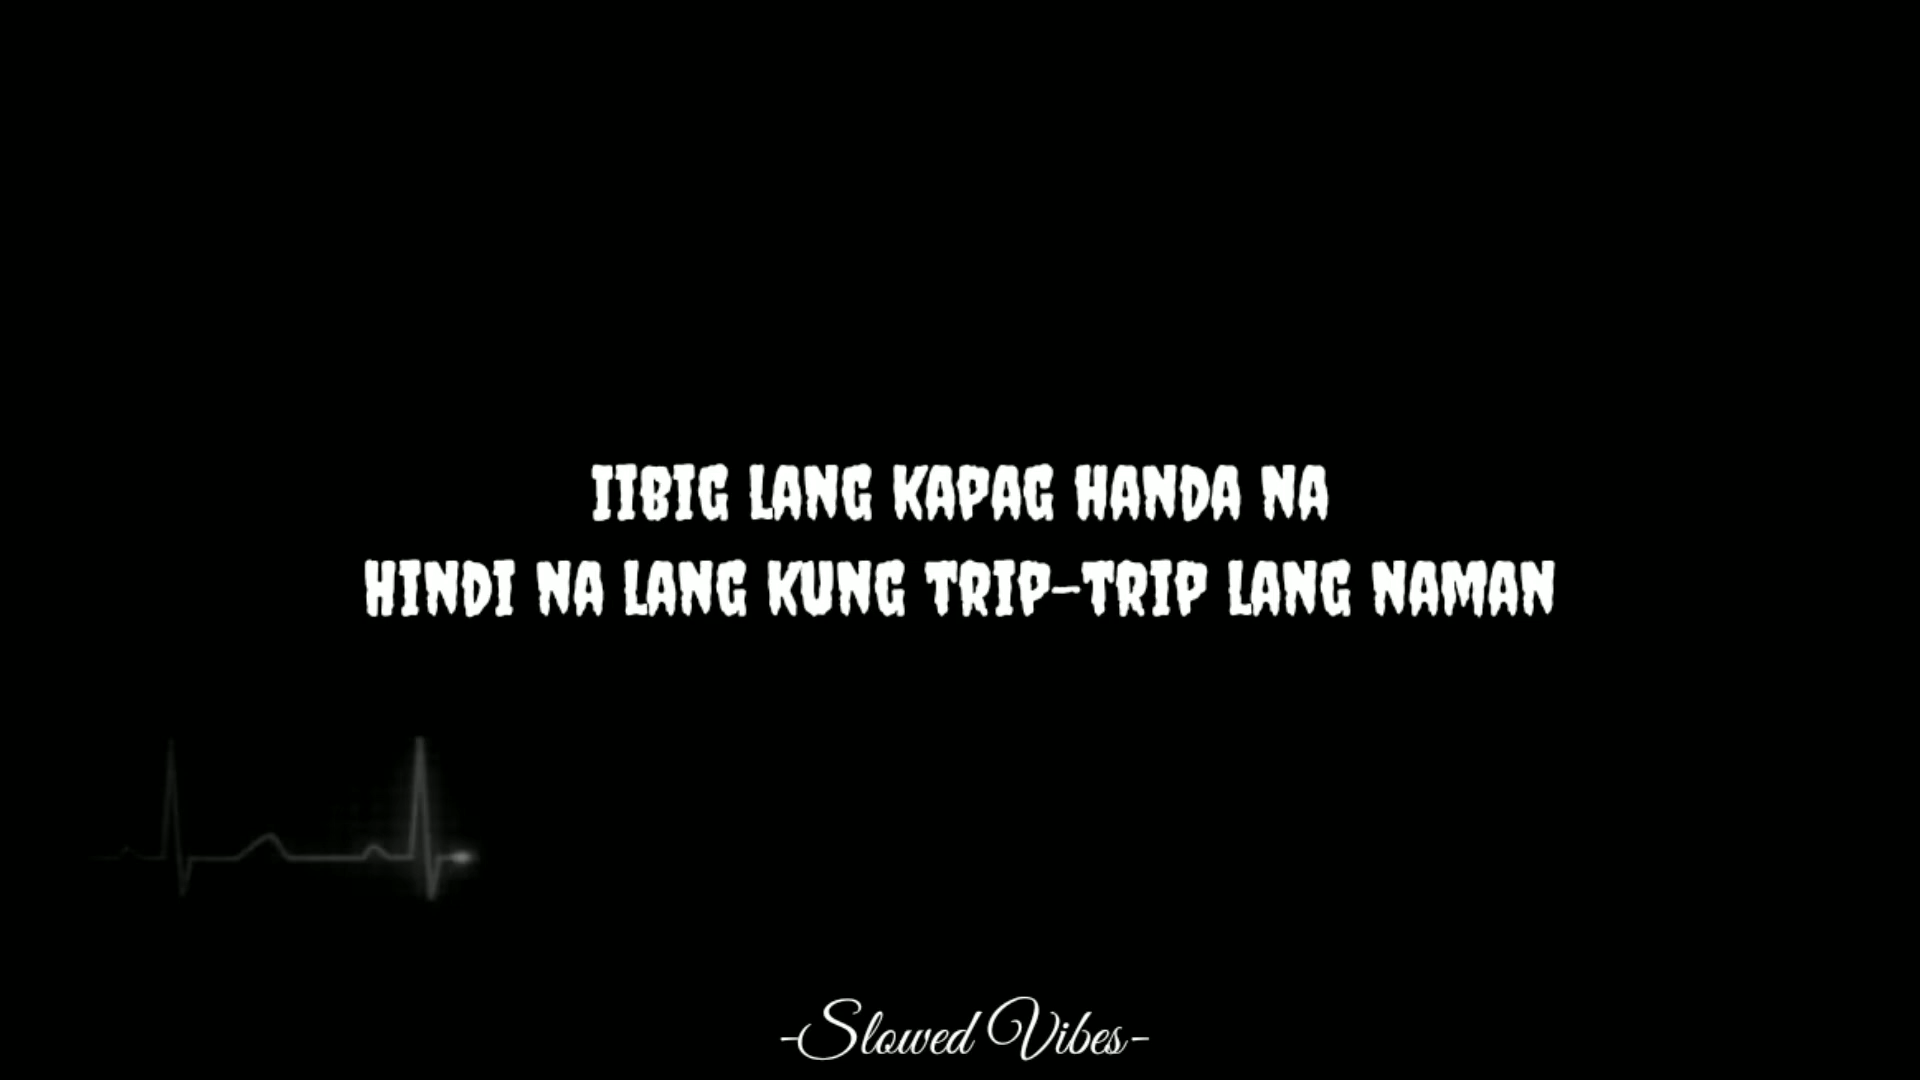 IIBIG LANG KAPAG HANDA NA
HINDI NA LANG KUNG TRIP-TRIP LANG NAMAN
-Slowed Vibes-